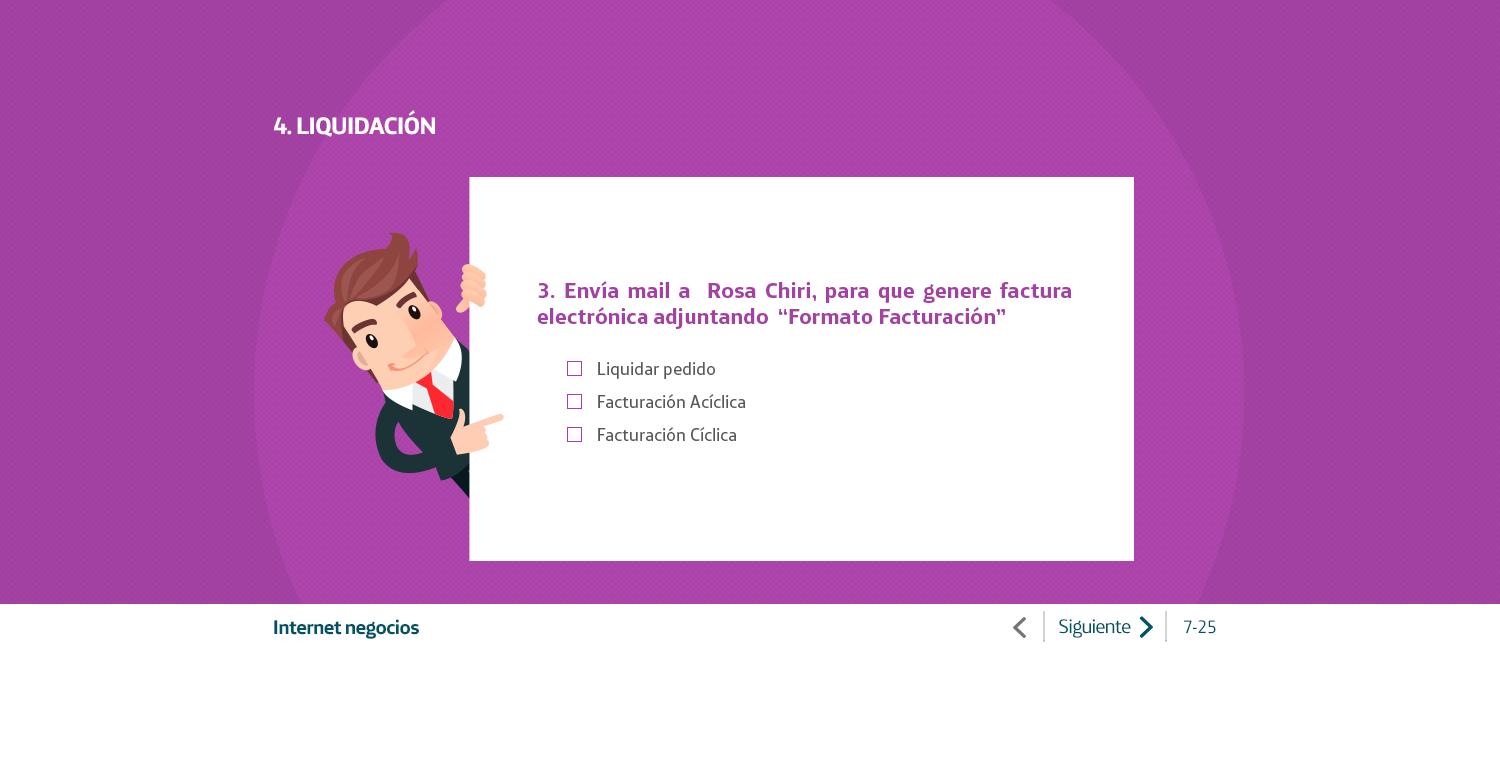 4. LIQUIDACIÓN
3. Envía mail a  Rosa Chiri, para que genere factura
electrónica adjuntando  “Formato Facturación”
Liquidar pedido
Facturación Acíclica
Facturación Cíclica
Internet negocios
Siguiente
7-25